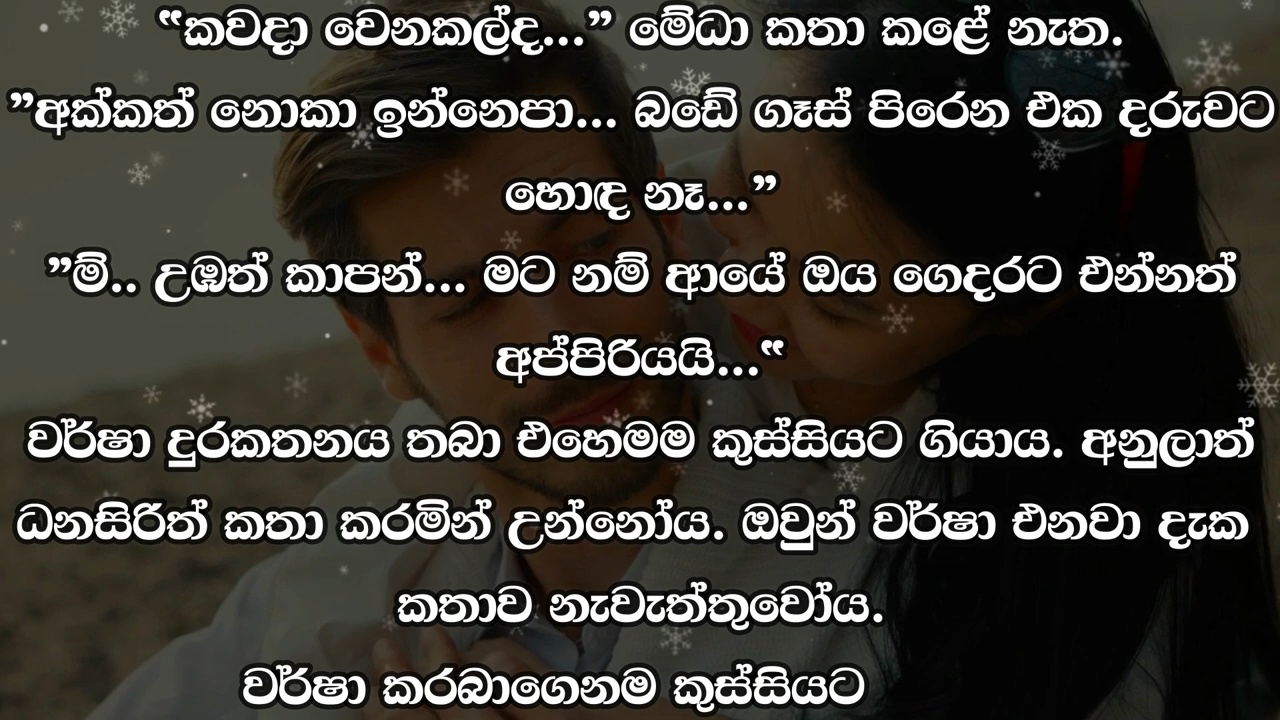 “කවදා වෙනකල්ද...” මේධා කතා කළේ නැත.
”අක්කත් නොකා ඉන්නෙපා... බඩේ ගෑස් පිරෙන එක දරුවට
හොඳ නෑ...”
”ම්.. උඹත් කාපන්... මට නම් ආයේ ඔය ගෙදරට එන්නත්
අප්පිරියයි...“
වර්ෂා දුරකතනය තබා එහෙමම කුස්සියට ගියාය. අනුලාත්
ධනසිරිත් කතා කරමින් උන්නෝය. ඔවුන් වර්ෂා එනවා දැක
කතාව නැවැත්තුවෝය.
වර්ෂා කරබාගෙනම කුස්සියට